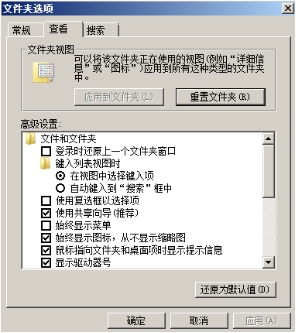 文件夹选项
常规 查看 搜索
文件夹视图
可以将该文件夹正在使用的视图(例如“详细信
息”或“图标”)应用到所有这种类型的文件夹
中。
应用到文件夹(L) 重置文件夹(R)
高级设置:
文件和文件夹
登录时还原上一个文件夹窗口
键入列表视图时
在视图中选择键入项
自动键入到“搜索”框中
使用复选框以选择项
使用共享向导(推荐)
始终显示菜单
始终显示图标，从不显示缩略图
鼠标指向文件夹和桌面项时显示提示信息
显示驱动器号
还原为默认值(D)
确定 取消 应用(A)